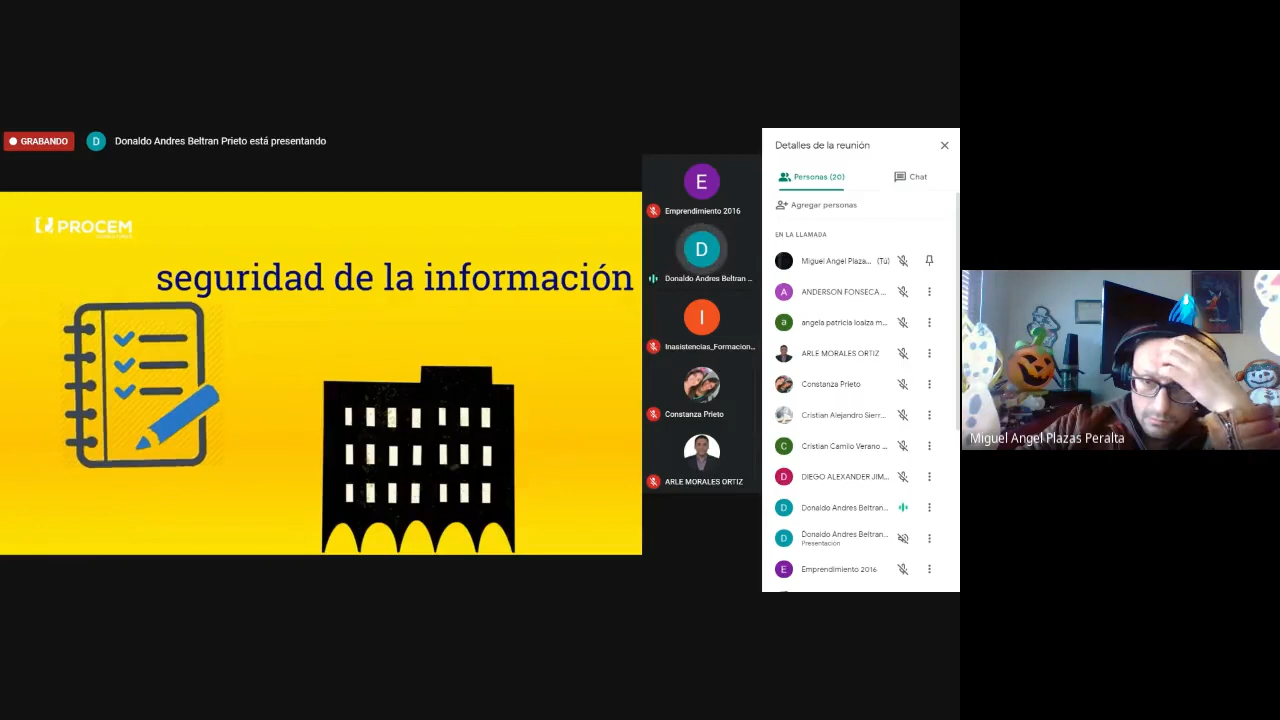 GRABANDO
D
Donaldo Andres Beltran Prieto está presentando
PROCEM
seguridad de la información
E
Emprendimiento 2016
D
Donaldo Andres Beltran ...
I
Inasistencias_Formacion...
Constanza Prieto
ARLE MORALES ORTIZ
Detalles de la reunión
Personas (20)
Chat
Agregar personas
EN LA LLAMADA
Miguel Angel Plaza... (Tú)
A
ANDERSON FONSECA ...
a
angela patricia loaiza m...
ARLE MORALES ORTIZ
Constanza Prieto
Cristian Alejandro Sierr...
C
Cristian Camilo Verano ...
D
DIEGO ALEXANDER JIM...
D
Donaldo Andres Beltran...
D
Donaldo Andres Beltran...
Presentación
E
Emprendimiento 2016
Miguel Angel Plazas Peralta